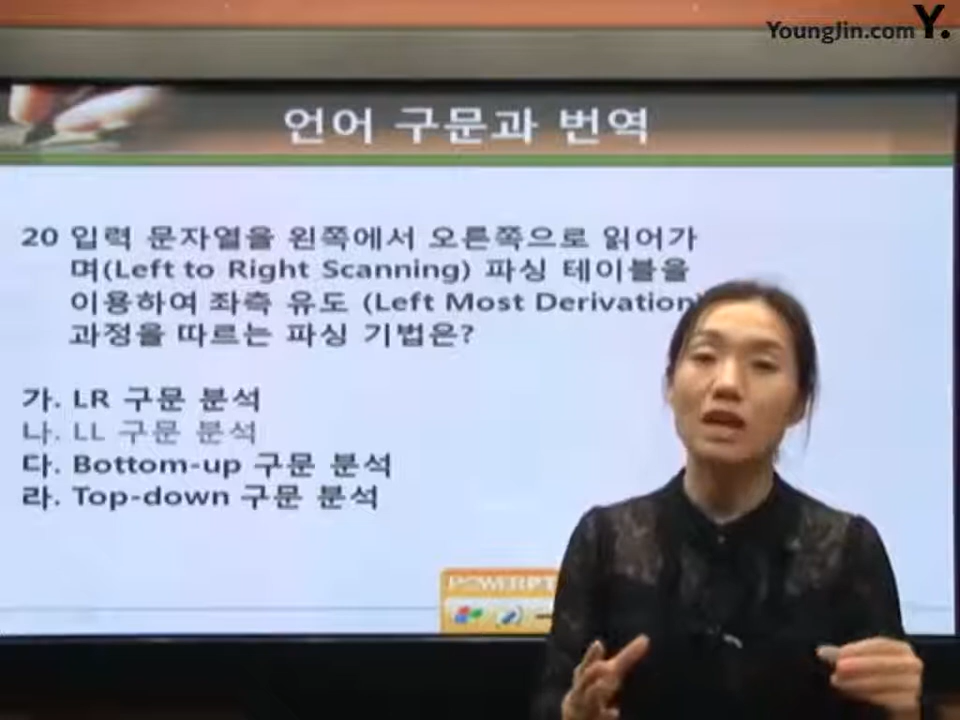 YoungJin.com Y.
언어 구문과 번역
20 입력 문자열을 왼쪽에서 오른쪽으로 읽어가
며(Left to Right Scanning) 파싱 테이블을
이용하여 좌측 유도 (Left Most Derivation)
과정을 따르는 파싱 기법은?
가. LR 구문 분석
나. LL 구문 분석
다. Bottom-up 구문 분석
라. Top-down 구문 분석